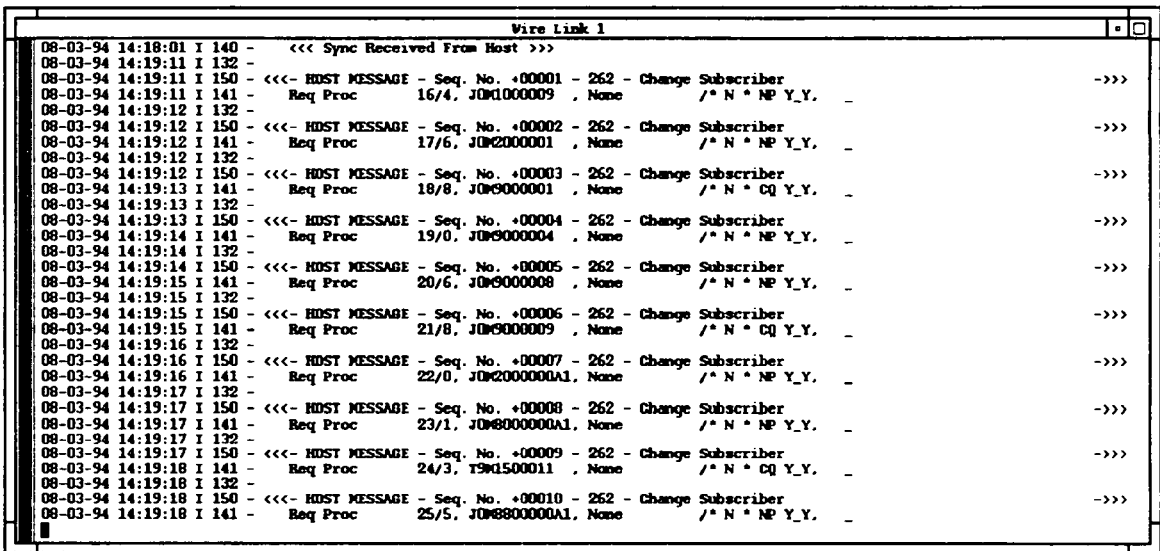 Wire Link 1
08-03-94 14:18:01 I 140 - <<< Sync Received From Host >>>
08-03-94 14:19:11 I 132 -
08-03-94 14:19:11 I 150 - <<<- HOST MESSAGE - Seq. No. +00001 - 262 - Change Subscriber ->>>
08-03-94 14:19:11 I 141 - Req Proc 16/4, JOM1000009 , None /* N * NP Y_Y, _
08-03-94 14:19:12 I 132 -
08-03-94 14:19:12 I 150 - <<<- HOST MESSAGE - Seq. No. +00002 - 262 - Change Subscriber ->>>
08-03-94 14:19:12 I 141 - Req Proc 17/6, JOM2000001 , None /* N * NP Y_Y, _
08-03-94 14:19:12 I 132 -
08-03-94 14:19:12 I 150 - <<<- HOST MESSAGE - Seq. No. +00003 - 262 - Change Subscriber ->>>
08-03-94 14:19:13 I 141 - Req Proc 18/8, JOM9000001 , None /* N * CQ Y_Y, _
08-03-94 14:19:13 I 132 -
08-03-94 14:19:13 I 150 - <<<- HOST MESSAGE - Seq. No. +00004 - 262 - Change Subscriber ->>>
08-03-94 14:19:14 I 141 - Req Proc 19/0, JOM9000004 , None /* N * NP Y_Y, _
08-03-94 14:19:14 I 132 -
08-03-94 14:19:14 I 150 - <<<- HOST MESSAGE - Seq. No. +00005 - 262 - Change Subscriber ->>>
08-03-94 14:19:15 I 141 - Req Proc 20/6, JOM9000008 , None /* N * NP Y_Y, _
08-03-94 14:19:15 I 132 -
08-03-94 14:19:15 I 150 - <<<- HOST MESSAGE - Seq. No. +00006 - 262 - Change Subscriber ->>>
08-03-94 14:19:15 I 141 - Req Proc 21/8, JOM9000009 , None /* N * CQ Y_Y, _
08-03-94 14:19:16 I 132 -
08-03-94 14:19:16 I 150 - <<<- HOST MESSAGE - Seq. No. +00007 - 262 - Change Subscriber ->>>
08-03-94 14:19:16 I 141 - Req Proc 22/0, JOM2000000A1, None /* N * NP Y_Y, _
08-03-94 14:19:17 I 132 -
08-03-94 14:19:17 I 150 - <<<- HOST MESSAGE - Seq. No. +00008 - 262 - Change Subscriber ->>>
08-03-94 14:19:17 I 141 - Req Proc 23/1, JOM8000000A1, None /* N * NP Y_Y, _
08-03-94 14:19:17 I 132 -
08-03-94 14:19:17 I 150 - <<<- HOST MESSAGE - Seq. No. +00009 - 262 - Change Subscriber ->>>
08-03-94 14:19:18 I 141 - Req Proc 24/3, T9M1500011 , None /* N * CQ Y_Y, _
08-03-94 14:19:18 I 132 -
08-03-94 14:19:18 I 150 - <<<- HOST MESSAGE - Seq. No. +00010 - 262 - Change Subscriber ->>>
08-03-94 14:19:18 I 141 - Req Proc 25/5, JOM8800000A1, None /* N * NP Y_Y, _